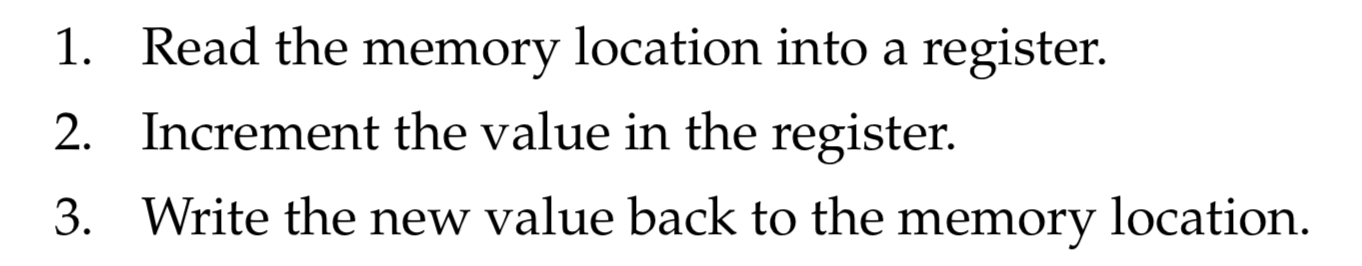 1. Read the memory location into a register.
2. Increment the value in the register.
3. Write the new value back to the memory location.